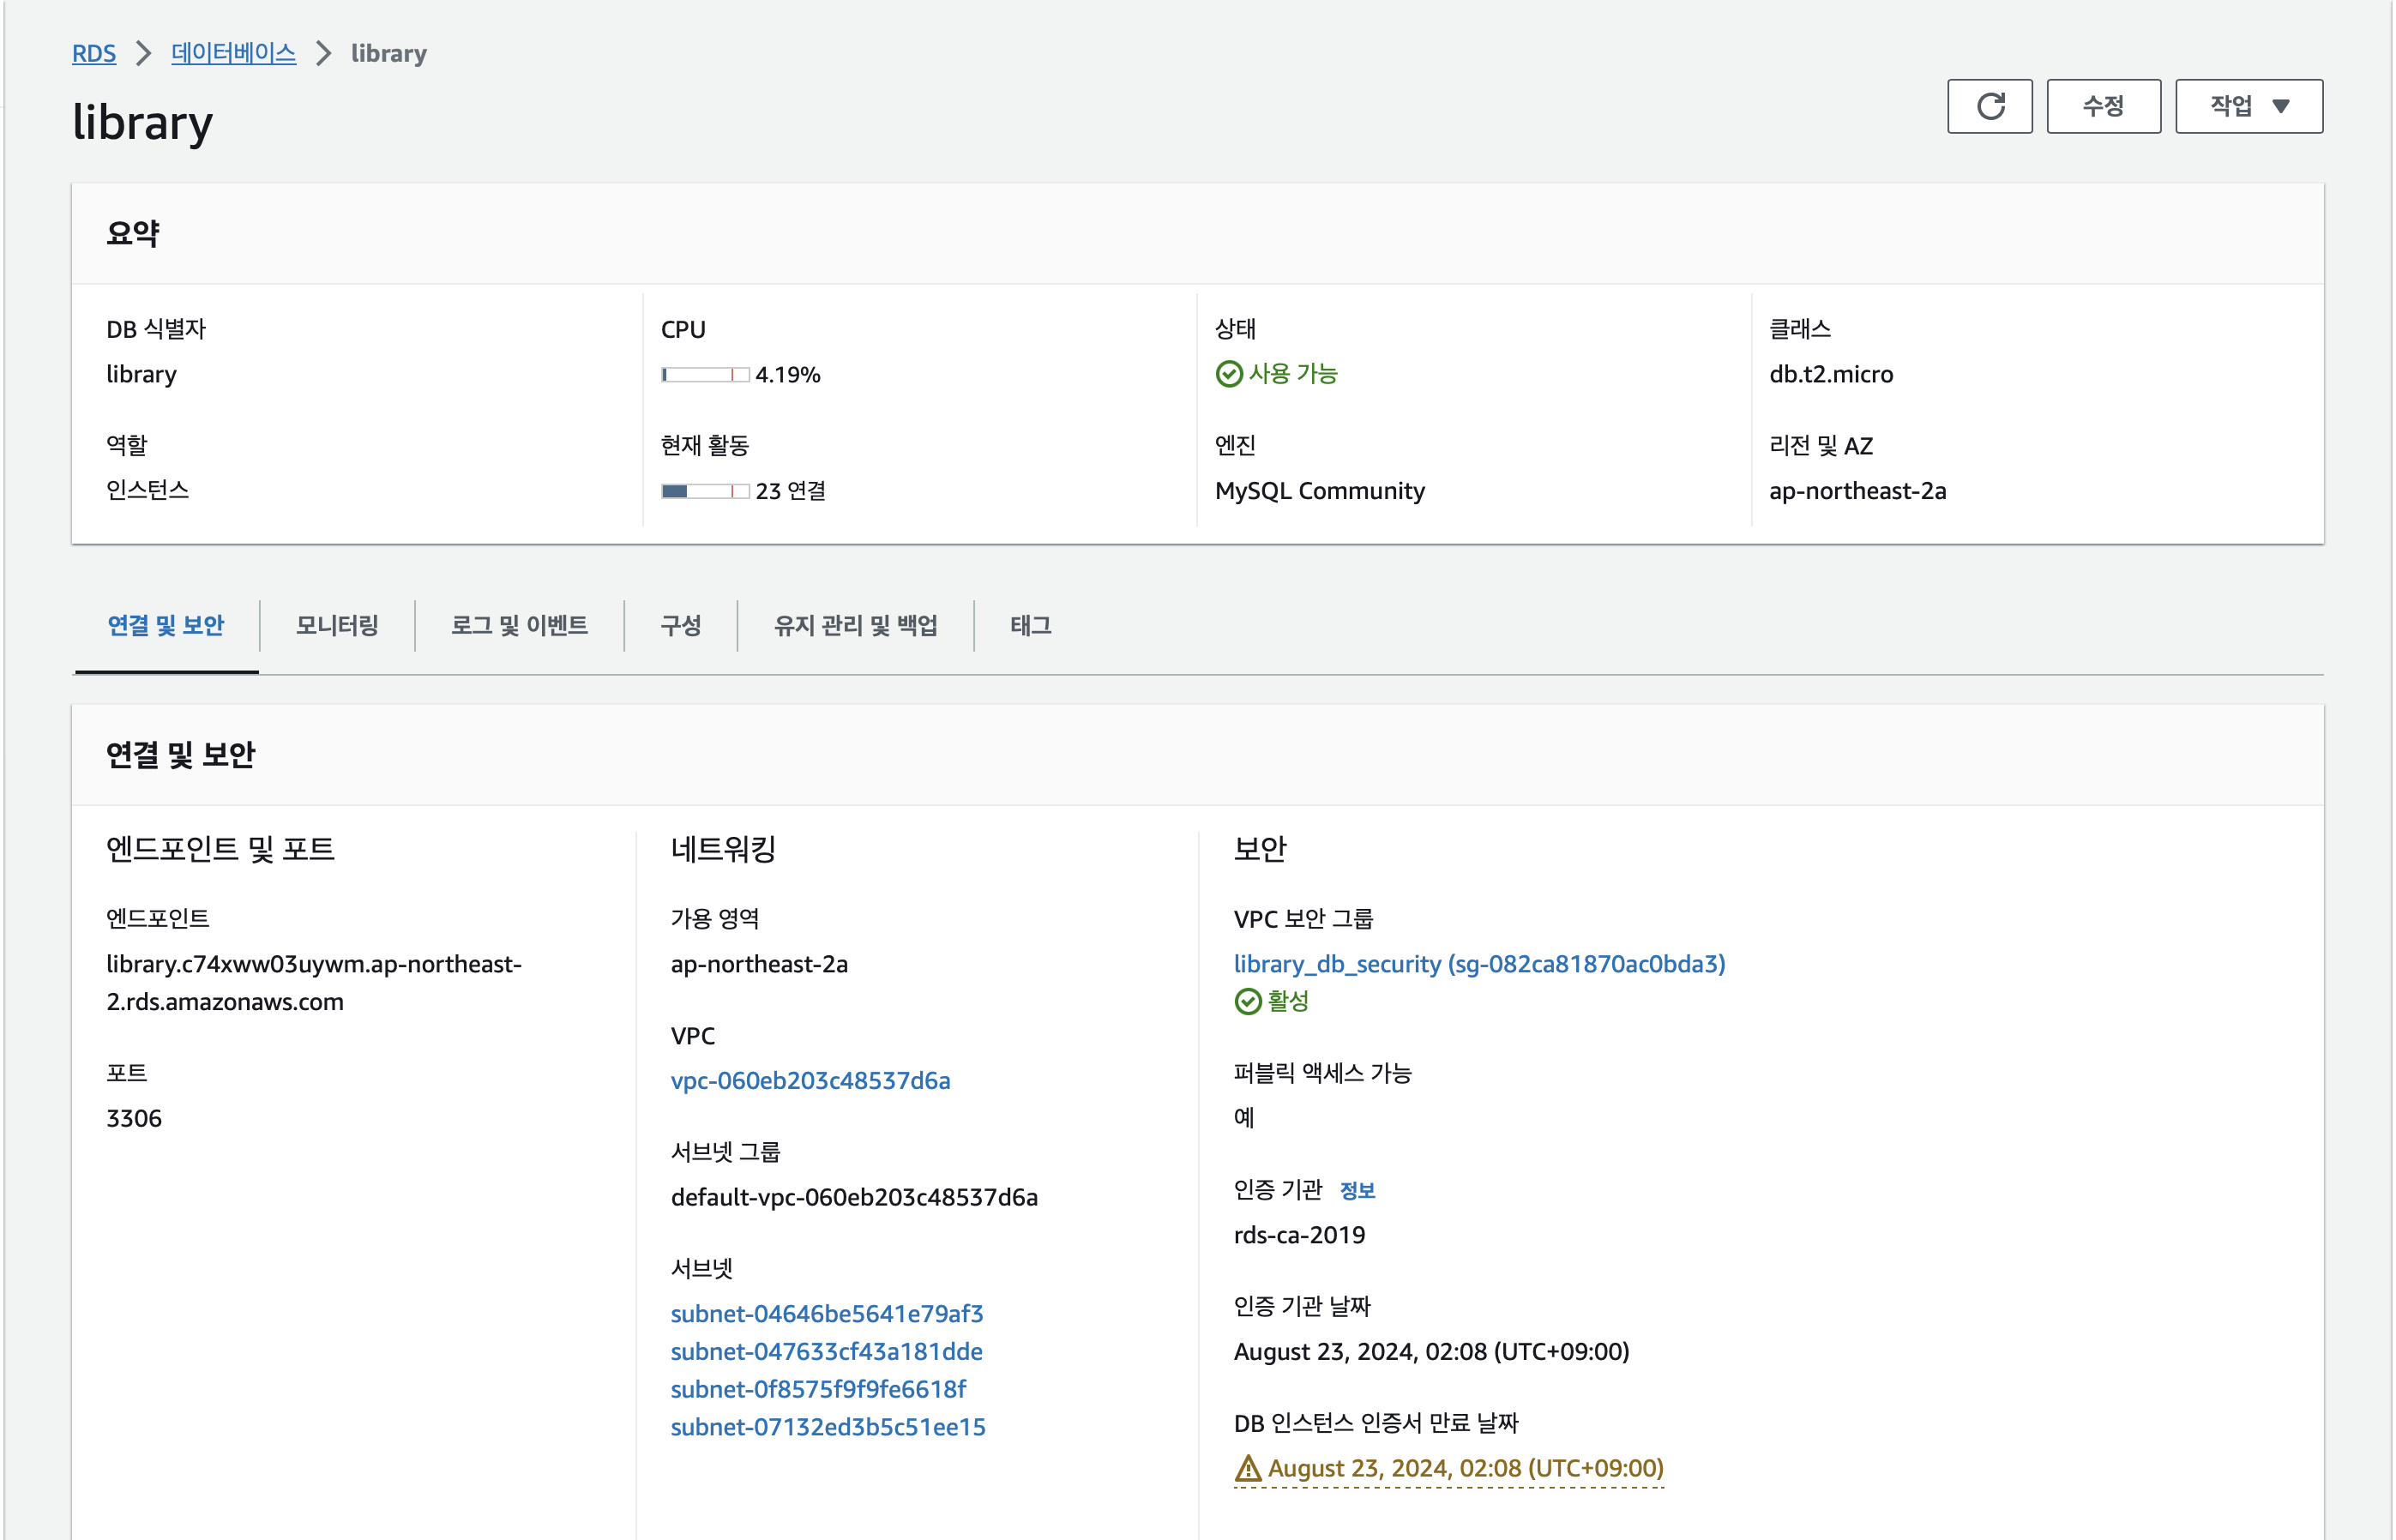 RDS
데이터베이스
library
library
수정
작업
요약
DB 식별자
library
CPU
4.19%
상태
사용 가능
클래스
db.t2.micro
역할
인스턴스
현재 활동
23 연결
엔진
MySQL Community
리전 및 AZ
ap-northeast-2a
연결 및 보안
모니터링
로그 및 이벤트
구성
유지 관리 및 백업
태그
연결 및 보안
엔드포인트 및 포트
엔드포인트
library.c74xww03uywm.ap-northeast-
2.rds.amazonaws.com
포트
3306
네트워킹
가용 영역
ap-northeast-2a
VPC
vpc-060eb203c48537d6a
서브넷 그룹
default-vpc-060eb203c48537d6a
서브넷
subnet-04646be5641e79af3
subnet-047633cf43a181dde
subnet-0f8575f9f9fe6618f
subnet-07132ed3b5c51ee15
보안
VPC 보안 그룹
library_db_security (sg-082ca81870ac0bda3)
활성
퍼블릭 액세스 가능
예
인증 기관 정보
rds-ca-2019
인증 기관 날짜
August 23, 2024, 02:08 (UTC+09:00)
DB 인스턴스 인증서 만료 날짜
August 23, 2024, 02:08 (UTC+09:00)